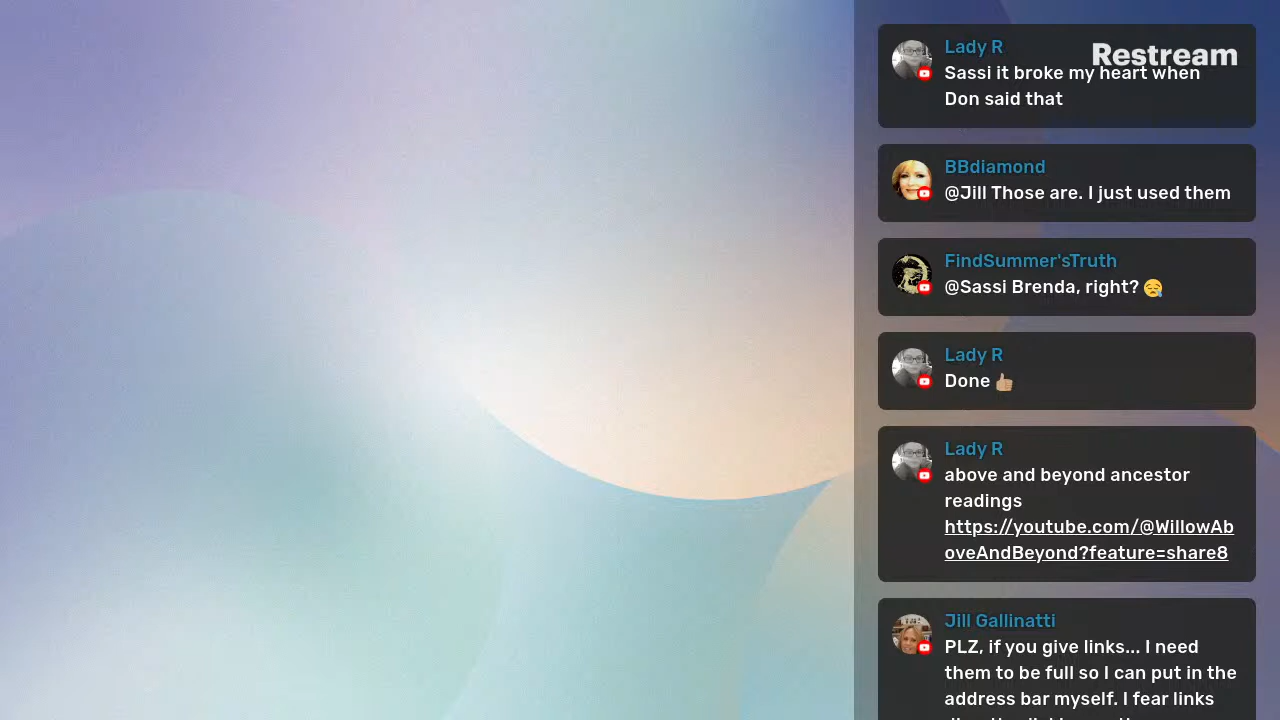 Lady R
Restream
Sassi it broke my heart when
Don said that
BBdiamond
@Jill Those are. I just used them
FindSummer'sTruth
@Sassi Brenda, right? 😪
Lady R
Done 👍🏼
Lady R
above and beyond ancestor
readings
https://youtube.com/@WillowAb
oveAndBeyond?feature=share8
Jill Gallinatti
PLZ, if you give links... I need
them to be full so I can put in the
address bar myself. I fear links